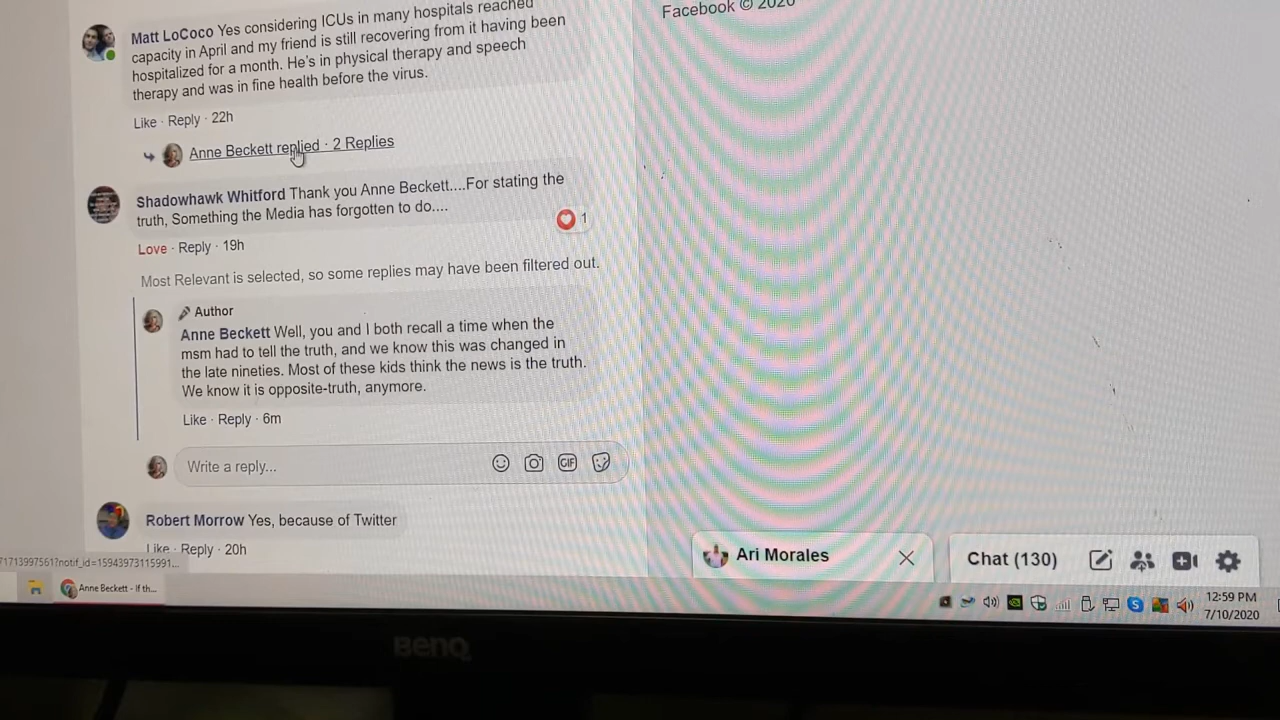 Facebook © 2020
Matt LoCoco Yes considering ICUs in many hospitals reached
capacity in April and my friend is still recovering from it having been
hospitalized for a month. He's in physical therapy and speech
therapy and was in fine health before the virus.
Like · Reply · 22h
Anne Beckett replied · 2 Replies
Shadowhawk Whitford Thank you Anne Beckett....For stating the
truth, Something the Media has forgotten to do....
1
Love · Reply · 19h
Most Relevant is selected, so some replies may have been filtered out.
Author
Anne Beckett Well, you and I both recall a time when the
msm had to tell the truth, and we know this was changed in
the late nineties. Most of these kids think the news is the truth.
We know it is opposite-truth, anymore.
Like · Reply · 6m
Write a reply...
GIF
Robert Morrow Yes, because of Twitter
Like · Reply · 20h
Ari Morales
Chat (130)
71713997561?notif_id=15943973115991...
Anne Beckett - If th...
12:59 PM
7/10/2020
BenQ